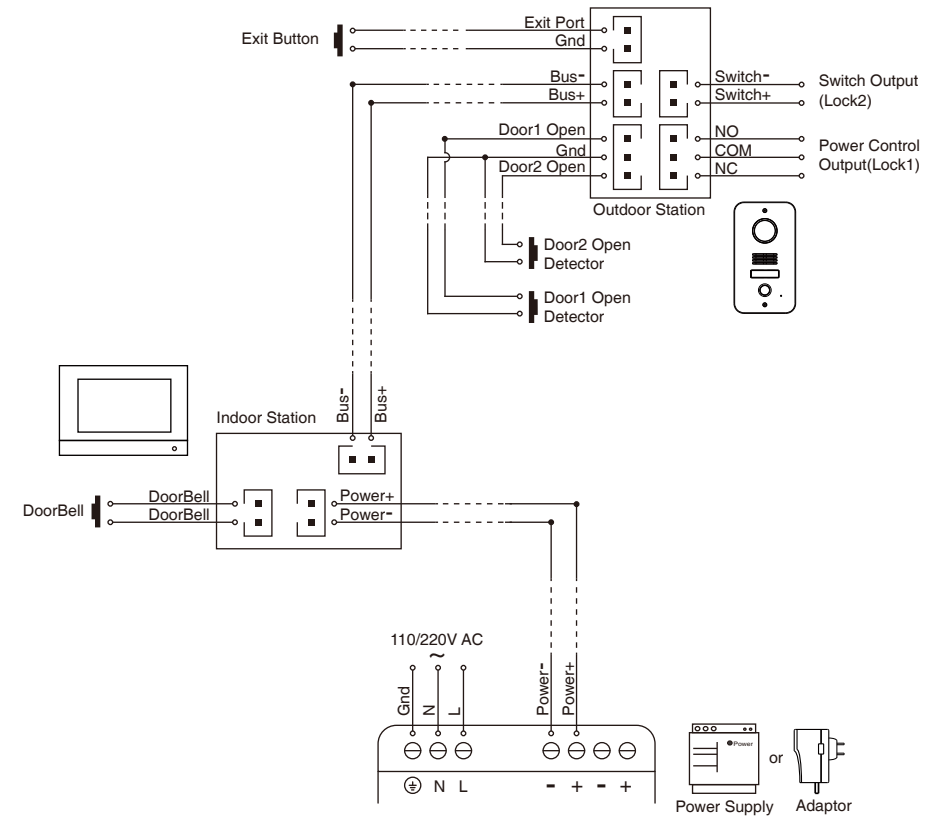 Exit Button
Exit Port
Gnd
Bus-
Bus+
Switch-
Switch+
Switch Output
(Lock2)
Door1 Open
Gnd
Door2 Open
NO
COM
NC
Power Control
Output(Lock1)
Outdoor Station
Door2 Open
Detector
Door1 Open
Detector
Bus-
Bus+
Indoor Station
DoorBell
DoorBell
DoorBell
Power+
Power-
110/220V AC
~
Gnd
N
L
Power-
Power+
N L - + - +
Power
or
Power Supply
Adaptor